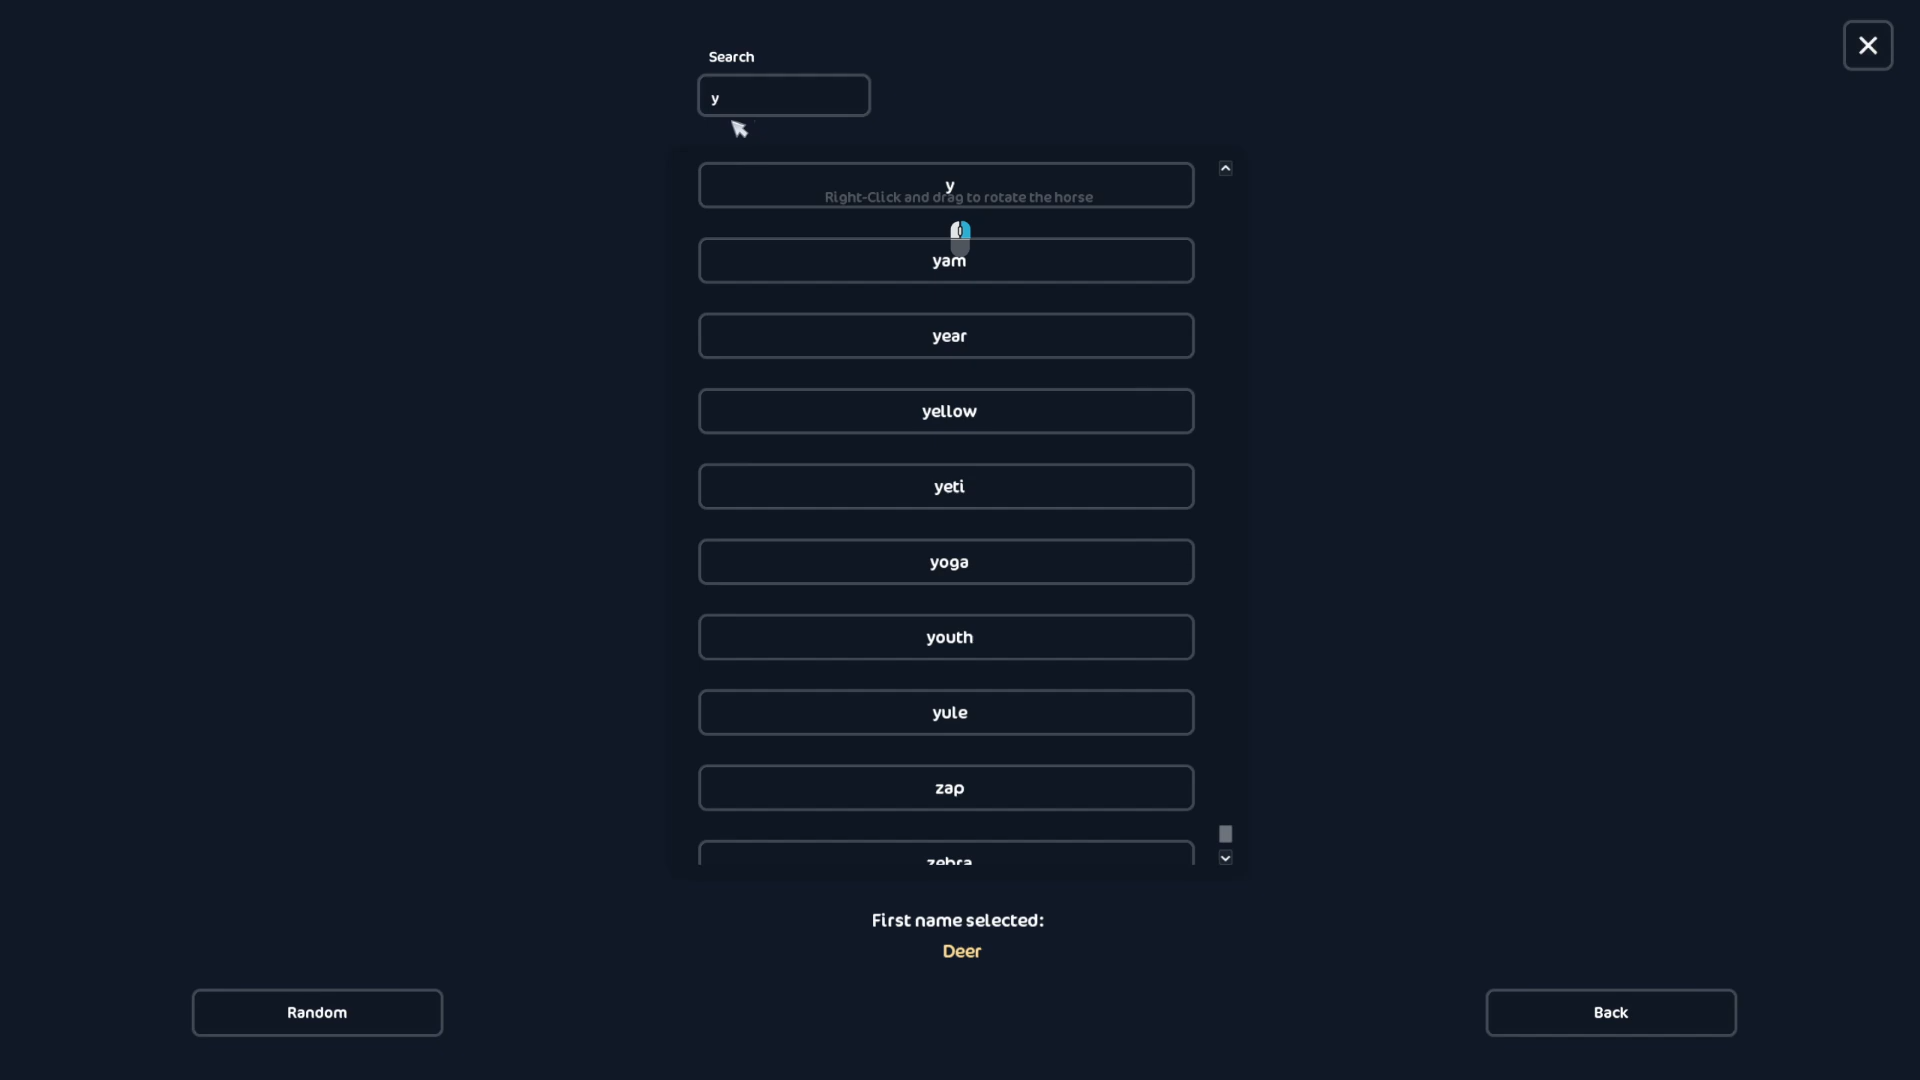 Search
y
y
Right-Click and drag to rotate the horse
yam
year
yellow
yeti
yoga
youth
yule
zap
zebra
First name selected:
Deer
Random
Back